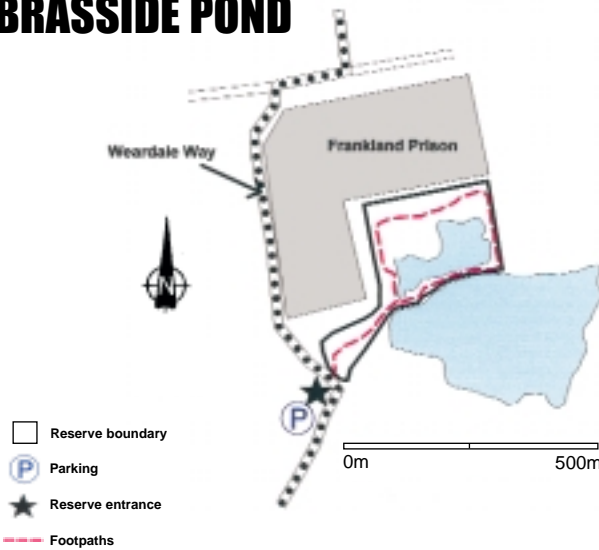 BRASSIDE POND
Weardale Way
Frankland Prison
N
P
0m 500m
Reserve boundary
P Parking
Reserve entrance
Footpaths